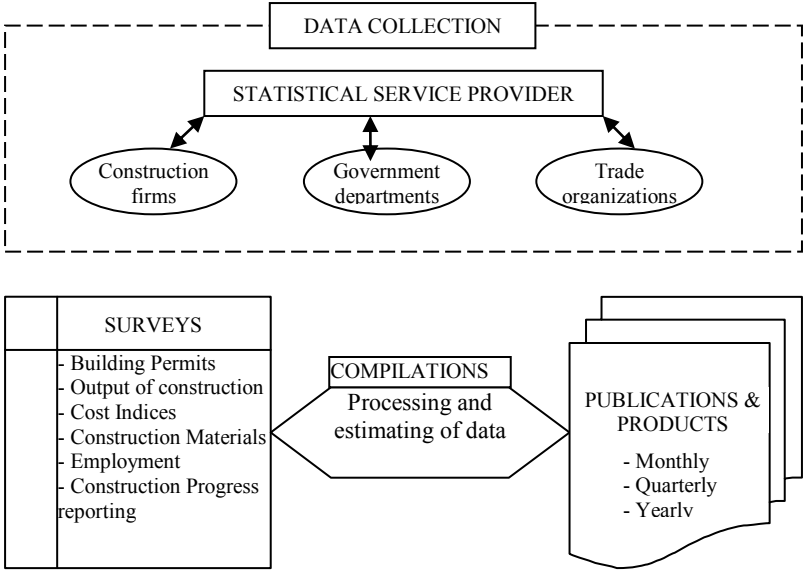 DATA COLLECTION
STATISTICAL SERVICE PROVIDER
Construction
firms
Government
departments
Trade
organizations
SURVEYS
- Building Permits
- Output of construction
- Cost Indices
- Construction Materials
- Employment
- Construction Progress
reporting
COMPILATIONS
Processing and
estimating of data
PUBLICATIONS &
PRODUCTS
- Monthly
- Quarterly
- Yearly